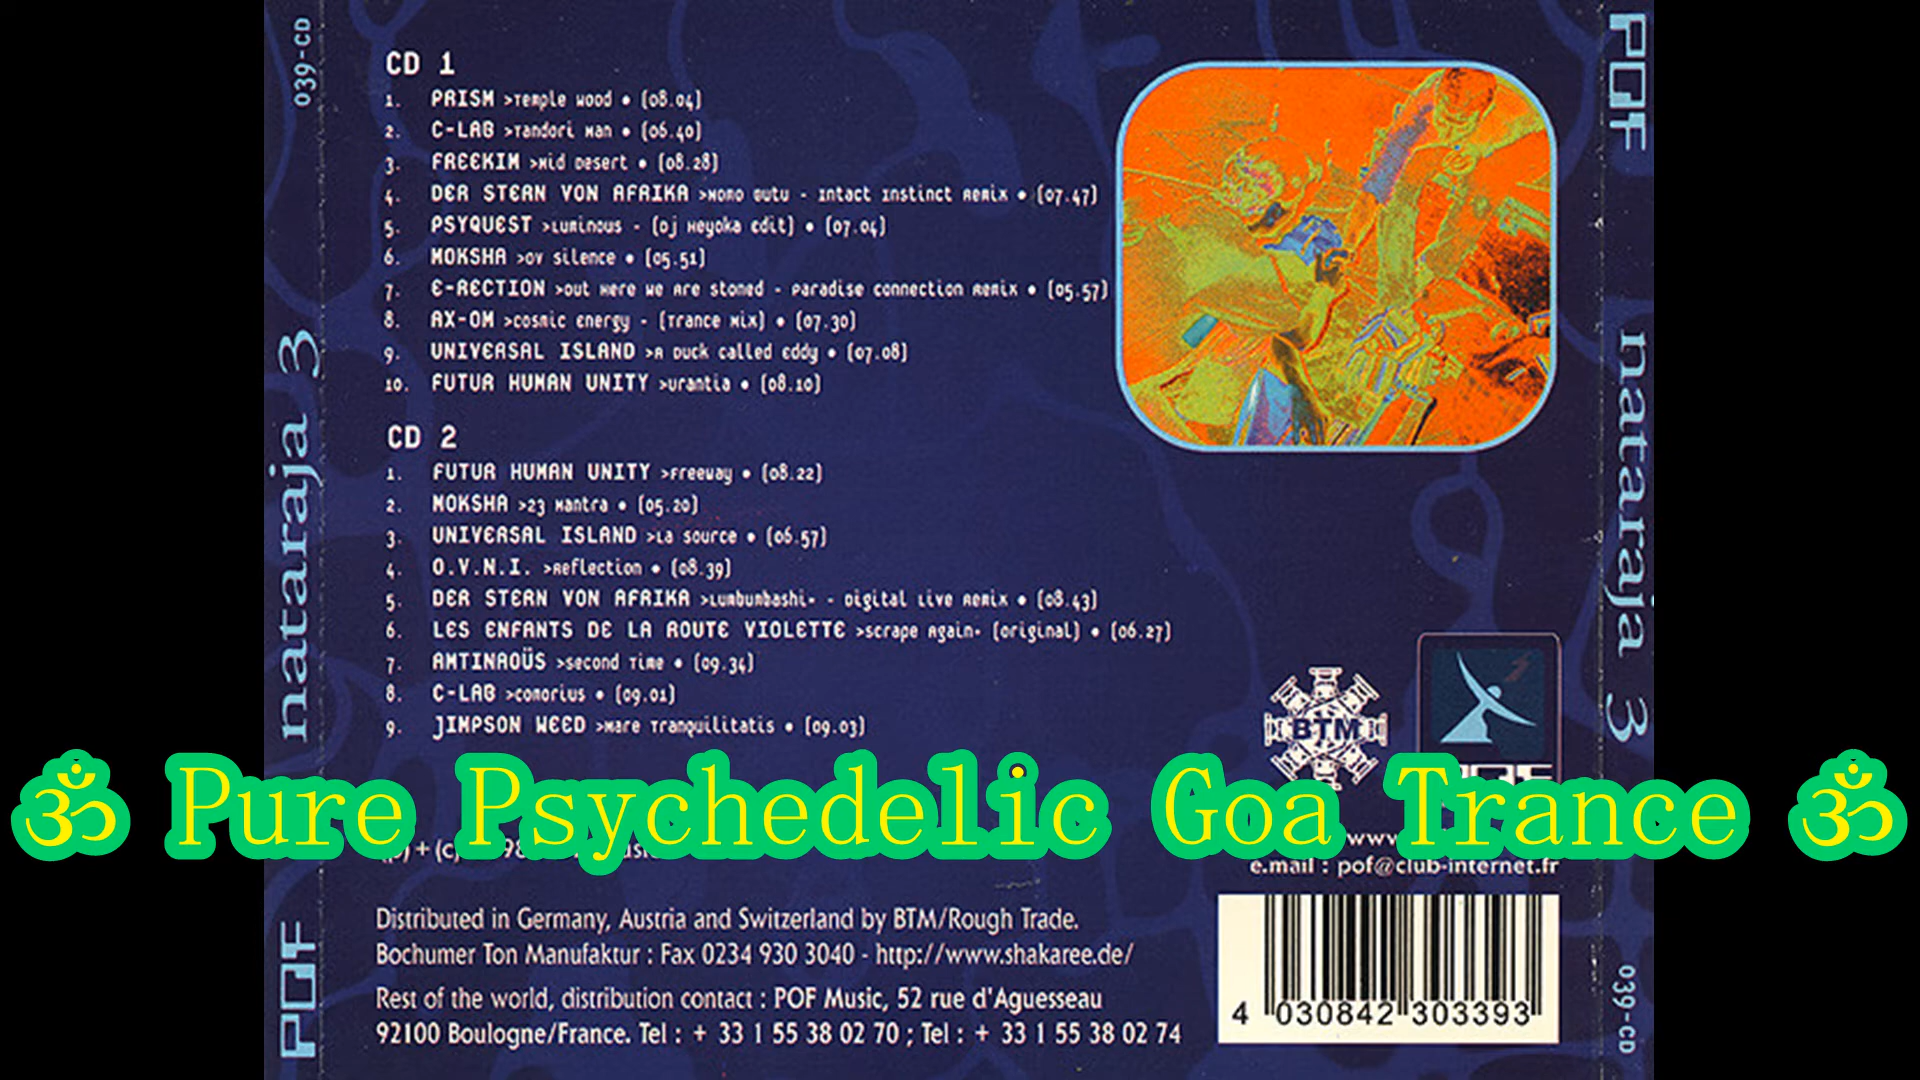 039-CD
nataraja 3
POF
CD 1
1. PRISM >Temple Wood • (08.04)
2. C-LAB >Tandori Man • (06.40)
3. FREEKIM >Mid Desert • (08.28)
4. DER STERN VON AFRIKA >Momo Butu - Intact Instinct Remix • (07.47)
5. PSYQUEST >Luminous - (DJ Heyoka Edit) • (07.04)
6. MOKSHA >Ov Silence • (05.51)
7. E-RECTION >Out Here We Are Stoned - Paradise Connection Remix • (05.57)
8. AX-OM >Cosmic Energy - (Trance Mix) • (07.30)
9. UNIVERSAL ISLAND >A Duck Called Eddy • (07.08)
10. FUTUR HUMAN UNITY >Urantia • (08.10)
CD 2
1. FUTUR HUMAN UNITY >Freeway • (08.22)
2. MOKSHA >23 Mantra • (05.20)
3. UNIVERSAL ISLAND >La Source • (06.57)
4. O.V.N.I. >Reflection • (08.39)
5. DER STERN VON AFRIKA >Lumbumbashi- - Digital Live Remix • (08.43)
6. LES ENFANTS DE LA ROUTE VIOLETTE >Scrape Again- (Original) • (06.27)
7. AMTINAOÜS >Second Time • (09.34)
8. C-LAB >Comorius • (09.01)
9. JIMPSON WEED >Mare Tranquilitatis • (09.03)
BTM
ॐ Pure Psychedelic Goa Trance ॐ
e.mail : pof@club-internet.fr
Distributed in Germany, Austria and Switzerland by BTM/Rough Trade.
Bochumer Ton Manufaktur : Fax 0234 930 3040 - http://www.shakaree.de/
Rest of the world, distribution contact : POF Music, 52 rue d'Aguesseau
92100 Boulogne/France. Tel : + 33 1 55 38 02 70 ; Tel : + 33 1 55 38 02 74
4 030842 303393
POF
nataraja 3
039-CD